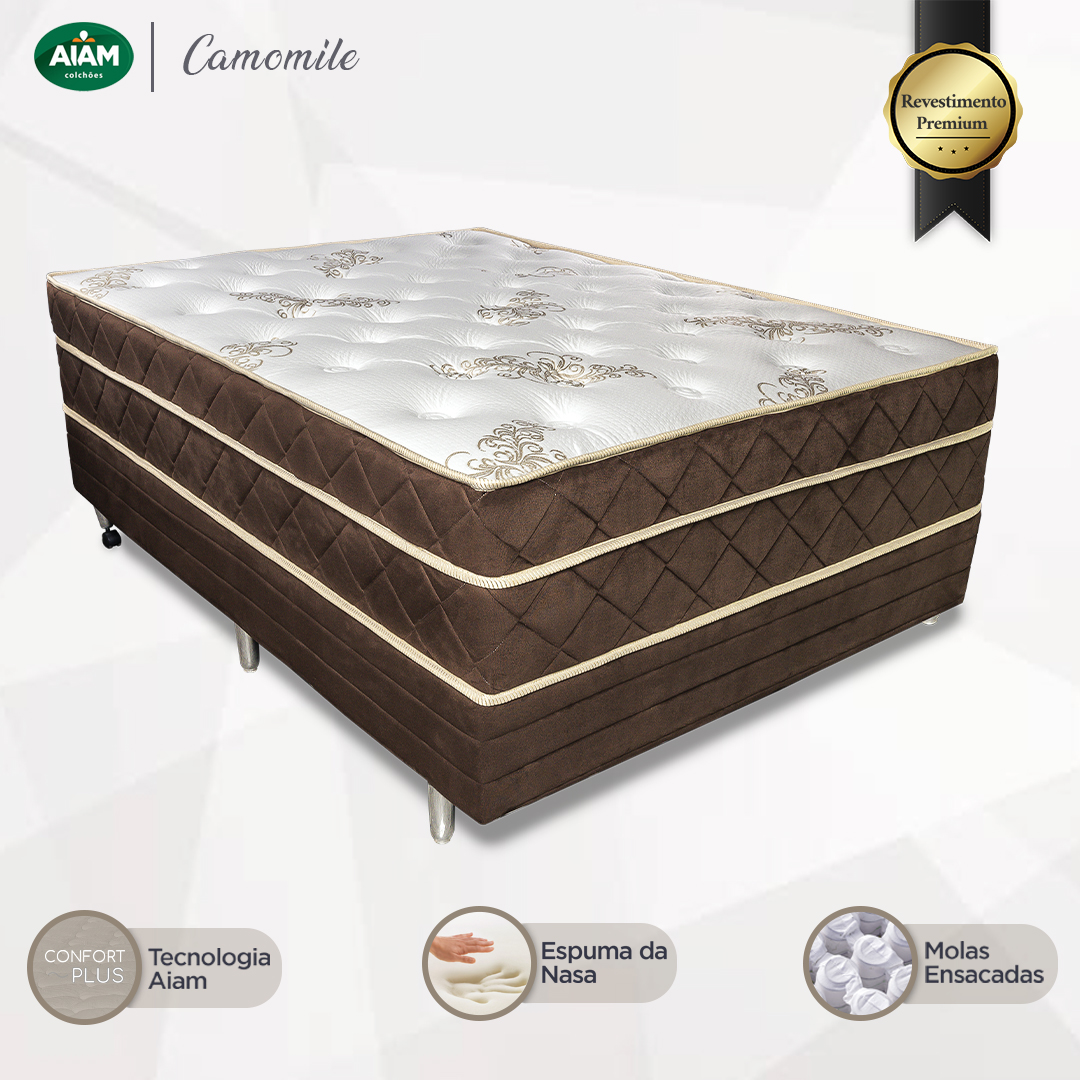 AIAM
colchões
Camomile
Revestimento
Premium
CONFORT
PLUS
Tecnologia
Aiam
Espuma da
Nasa
Molas
Ensacadas